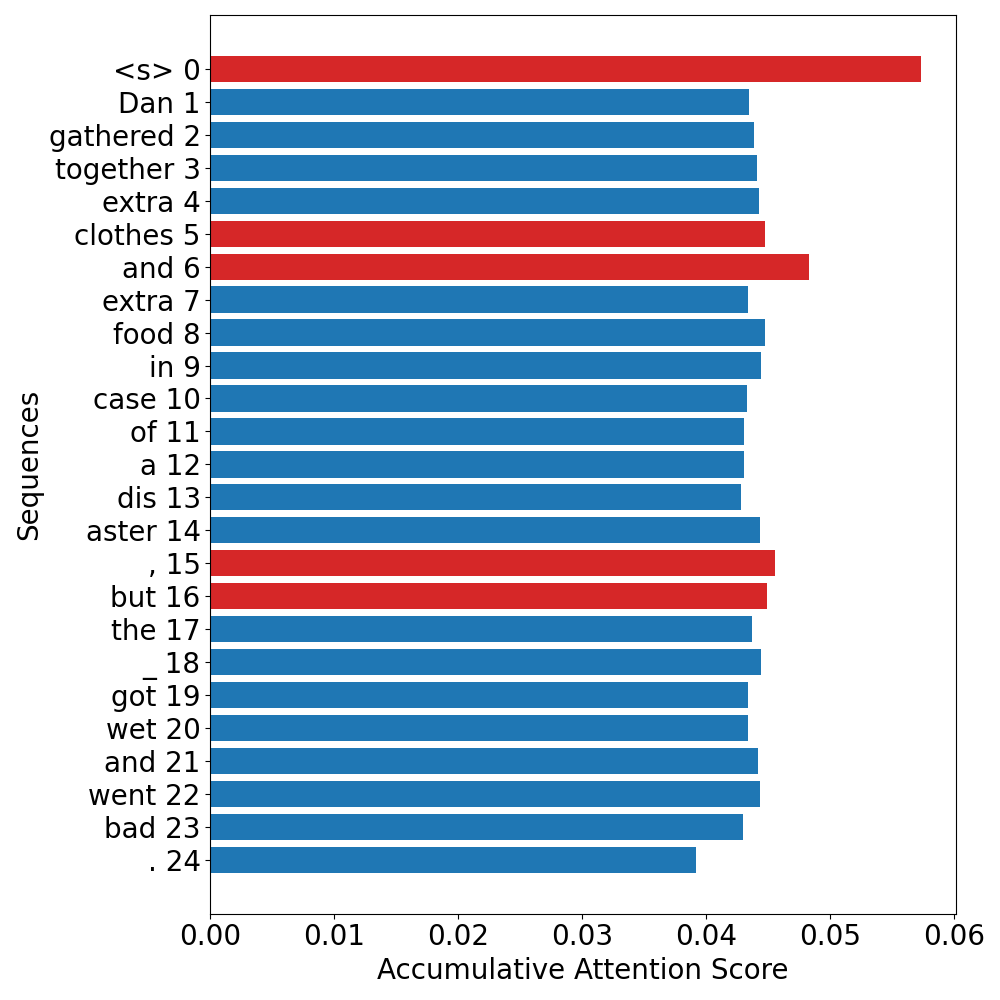 <s> 0
Dan 1
gathered 2
together 3
extra 4
clothes 5
and 6
extra 7
food 8
in 9
case 10
of 11
a 12
dis 13
aster 14
, 15
but 16
the 17
_ 18
got 19
wet 20
and 21
went 22
bad 23
. 24
Sequences
0.00 0.01 0.02 0.03 0.04 0.05 0.06
Accumulative Attention Score